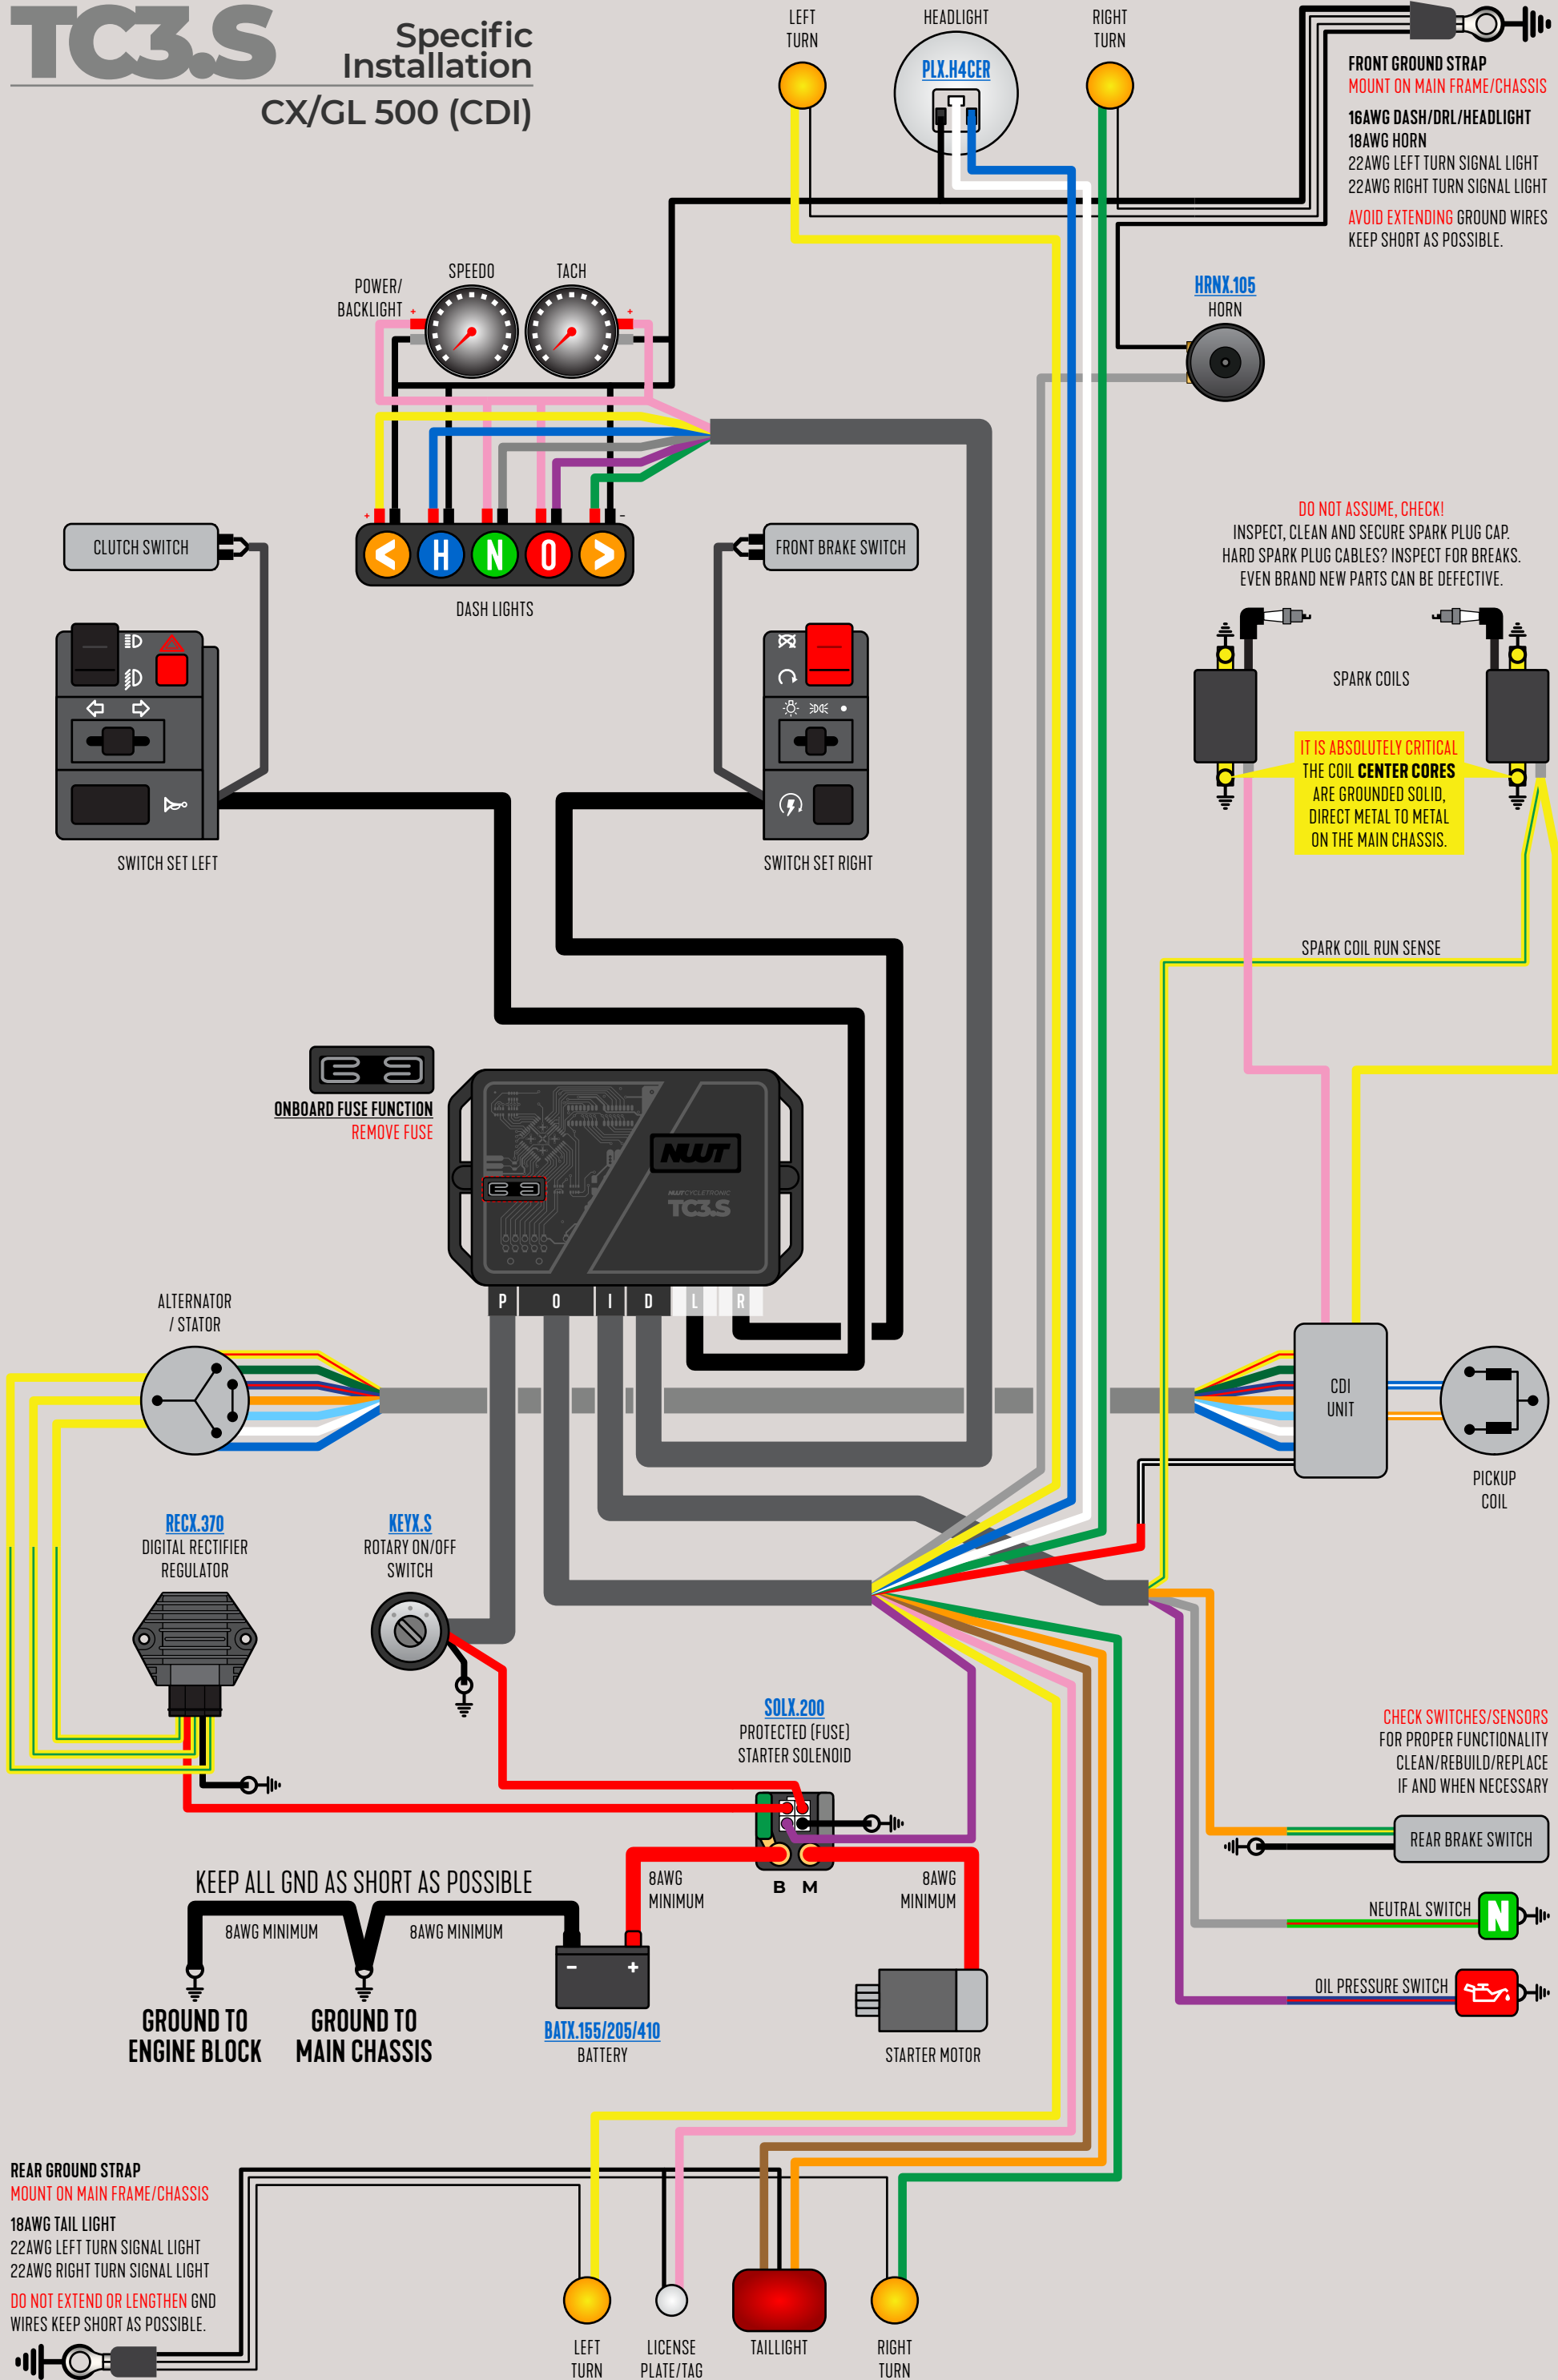 TC3.S
Specific
Installation
CX/GL 500 (CDI)
LEFT
TURN
HEADLIGHT
PLX.H4CER
RIGHT
TURN
FRONT GROUND STRAP
MOUNT ON MAIN FRAME/CHASSIS
16AWG DASH/DRL/HEADLIGHT
18AWG HORN
22AWG LEFT TURN SIGNAL LIGHT
22AWG RIGHT TURN SIGNAL LIGHT
AVOID EXTENDING GROUND WIRES
KEEP SHORT AS POSSIBLE.
POWER/
BACKLIGHT
+
SPEEDO
TACH
+
HRNX.105
HORN
CLUTCH SWITCH
+
-
< H N O >
DASH LIGHTS
FRONT BRAKE SWITCH
DO NOT ASSUME, CHECK!
INSPECT, CLEAN AND SECURE SPARK PLUG CAP.
HARD SPARK PLUG CABLES? INSPECT FOR BREAKS.
EVEN BRAND NEW PARTS CAN BE DEFECTIVE.
SPARK COILS
IT IS ABSOLUTELY CRITICAL
THE COIL CENTER CORES
ARE GROUNDED SOLID,
DIRECT METAL TO METAL
ON THE MAIN CHASSIS.
SWITCH SET LEFT
SWITCH SET RIGHT
SPARK COIL RUN SENSE
ONBOARD FUSE FUNCTION
REMOVE FUSE
NWT
NWT CYCLETRONIC
TC3.S
P O I D L R
ALTERNATOR
/ STATOR
CDI
UNIT
PICKUP
COIL
RECX.370
DIGITAL RECTIFIER
REGULATOR
KEYX.S
ROTARY ON/OFF
SWITCH
SOLX.200
PROTECTED (FUSE)
STARTER SOLENOID
B M
8AWG
MINIMUM
8AWG
MINIMUM
CHECK SWITCHES/SENSORS
FOR PROPER FUNCTIONALITY
CLEAN/REBUILD/REPLACE
IF AND WHEN NECESSARY
REAR BRAKE SWITCH
NEUTRAL SWITCH
N
OIL PRESSURE SWITCH
KEEP ALL GND AS SHORT AS POSSIBLE
8AWG MINIMUM
8AWG MINIMUM
GROUND TO
ENGINE BLOCK
GROUND TO
MAIN CHASSIS
- +
BATX.155/205/410
BATTERY
STARTER MOTOR
REAR GROUND STRAP
MOUNT ON MAIN FRAME/CHASSIS
18AWG TAIL LIGHT
22AWG LEFT TURN SIGNAL LIGHT
22AWG RIGHT TURN SIGNAL LIGHT
DO NOT EXTEND OR LENGTHEN GND
WIRES KEEP SHORT AS POSSIBLE.
LEFT
TURN
LICENSE
PLATE/TAG
TAILLIGHT
RIGHT
TURN